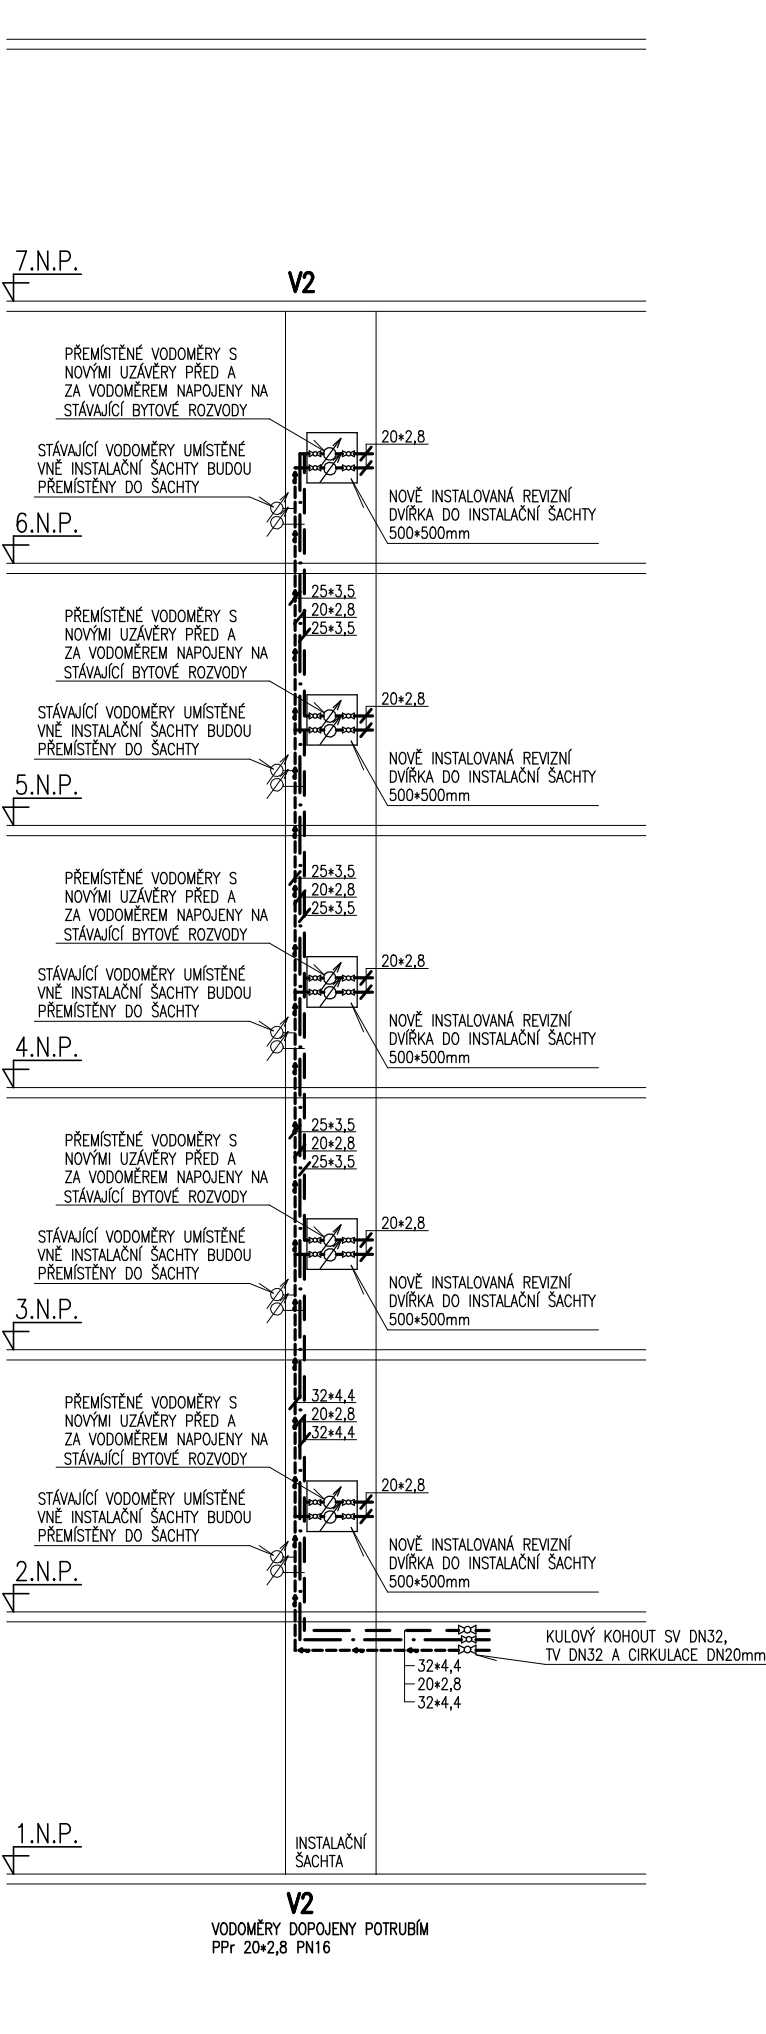 7.N.P.
V2
PŘEMÍSTĚNÉ VODOMĚRY S
NOVÝMI UZÁVĚRY PŘED A
ZA VODOMĚREM NAPOJENY NA
STÁVAJÍCÍ BYTOVÉ ROZVODY
20*2,8
STÁVAJÍCÍ VODOMĚRY UMÍSTĚNÉ
VNĚ INSTALAČNÍ ŠACHTY BUDOU
PŘEMÍSTĚNY DO ŠACHTY
NOVĚ INSTALOVANÁ REVIZNÍ
DVÍŘKA DO INSTALAČNÍ ŠACHTY
500*500mm
6.N.P.
25*3,5
20*2,8
25*3,5
PŘEMÍSTĚNÉ VODOMĚRY S
NOVÝMI UZÁVĚRY PŘED A
ZA VODOMĚREM NAPOJENY NA
STÁVAJÍCÍ BYTOVÉ ROZVODY
20*2,8
STÁVAJÍCÍ VODOMĚRY UMÍSTĚNÉ
VNĚ INSTALAČNÍ ŠACHTY BUDOU
PŘEMÍSTĚNY DO ŠACHTY
NOVĚ INSTALOVANÁ REVIZNÍ
DVÍŘKA DO INSTALAČNÍ ŠACHTY
500*500mm
5.N.P.
25*3,5
20*2,8
25*3,5
PŘEMÍSTĚNÉ VODOMĚRY S
NOVÝMI UZÁVĚRY PŘED A
ZA VODOMĚREM NAPOJENY NA
STÁVAJÍCÍ BYTOVÉ ROZVODY
20*2,8
STÁVAJÍCÍ VODOMĚRY UMÍSTĚNÉ
VNĚ INSTALAČNÍ ŠACHTY BUDOU
PŘEMÍSTĚNY DO ŠACHTY
NOVĚ INSTALOVANÁ REVIZNÍ
DVÍŘKA DO INSTALAČNÍ ŠACHTY
500*500mm
4.N.P.
25*3,5
20*2,8
25*3,5
PŘEMÍSTĚNÉ VODOMĚRY S
NOVÝMI UZÁVĚRY PŘED A
ZA VODOMĚREM NAPOJENY NA
STÁVAJÍCÍ BYTOVÉ ROZVODY
20*2,8
STÁVAJÍCÍ VODOMĚRY UMÍSTĚNÉ
VNĚ INSTALAČNÍ ŠACHTY BUDOU
PŘEMÍSTĚNY DO ŠACHTY
NOVĚ INSTALOVANÁ REVIZNÍ
DVÍŘKA DO INSTALAČNÍ ŠACHTY
500*500mm
3.N.P.
32*4,4
20*2,8
32*4,4
PŘEMÍSTĚNÉ VODOMĚRY S
NOVÝMI UZÁVĚRY PŘED A
ZA VODOMĚREM NAPOJENY NA
STÁVAJÍCÍ BYTOVÉ ROZVODY
20*2,8
STÁVAJÍCÍ VODOMĚRY UMÍSTĚNÉ
VNĚ INSTALAČNÍ ŠACHTY BUDOU
PŘEMÍSTĚNY DO ŠACHTY
NOVĚ INSTALOVANÁ REVIZNÍ
DVÍŘKA DO INSTALAČNÍ ŠACHTY
500*500mm
2.N.P.
KULOVÝ KOHOUT SV DN32,
TV DN32 A CIRKULACE DN20mm
32*4,4
20*2,8
32*4,4
1.N.P.
INSTALAČNÍ
ŠACHTA
V2
VODOMĚRY DOPOJENY POTRUBÍM
PPr 20*2,8 PN16